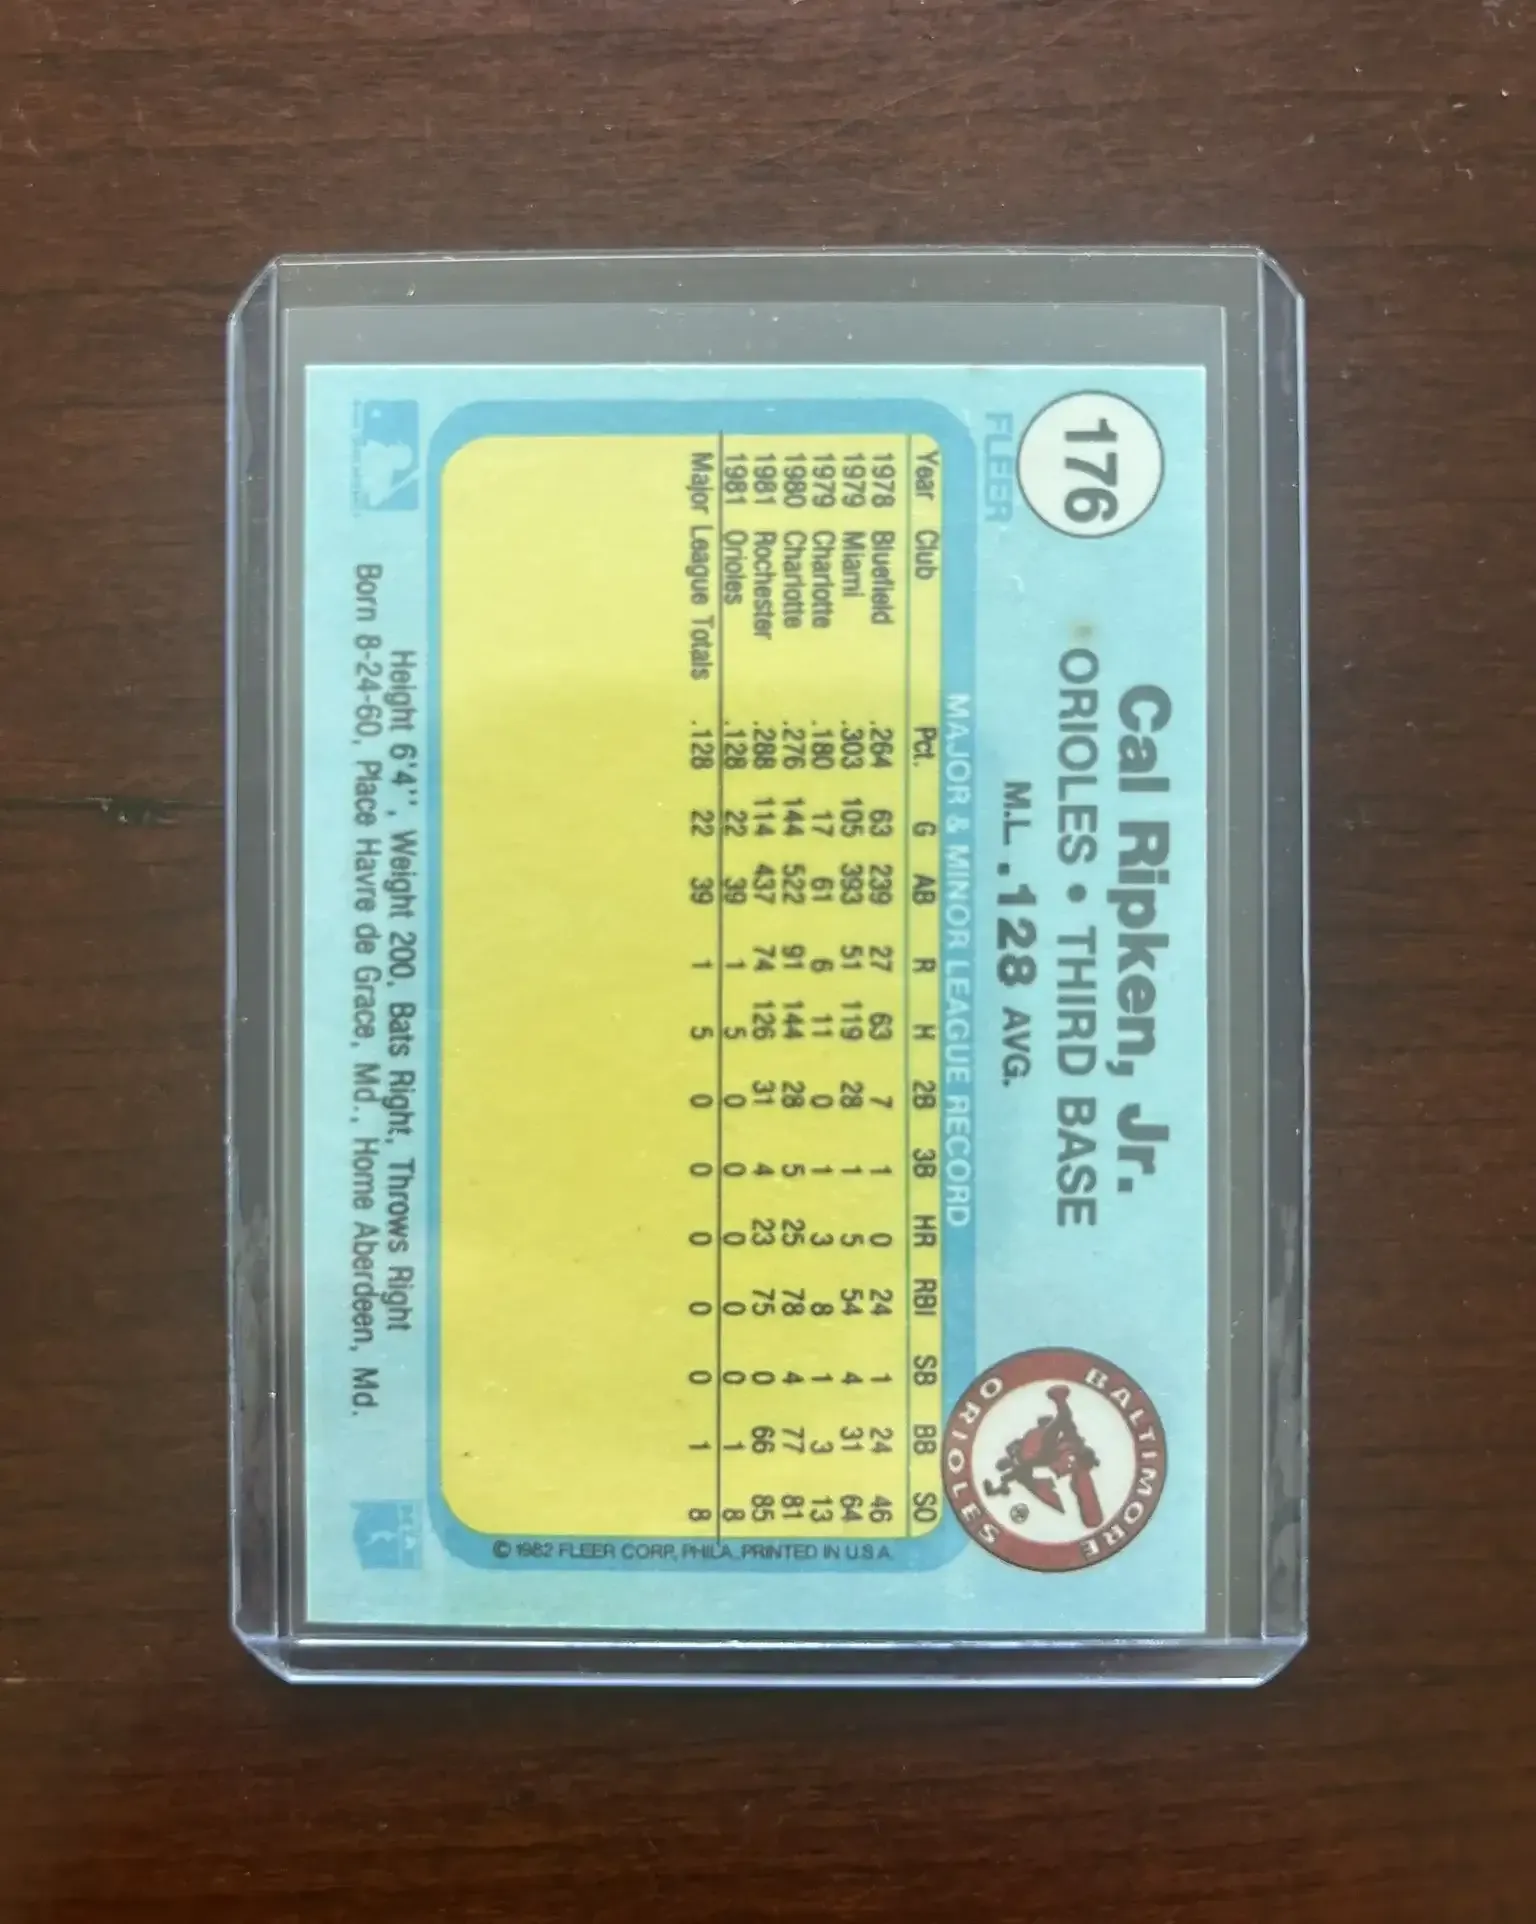 176
FLEER
Cal Ripken, Jr.
ORIOLES • THIRD BASE
M.L. .128 AVG.
BALTIMORE
ORIOLES
®
MAJOR & MINOR LEAGUE RECORD
Year Club Pct. G AB R H 2B 3B HR RBI SB BB SO
1978 Bluefield .264 63 239 27 63 7 1 0 24 1 24 46
1979 Miami .303 105 393 51 119 28 1 5 54 4 31 64
1979 Charlotte .180 17 61 6 11 0 1 3 8 1 3 13
1980 Charlotte .276 144 522 91 144 28 5 25 78 4 77 81
1981 Rochester .288 114 437 74 126 31 4 23 75 0 66 85
1981 Orioles .128 22 39 1 5 0 0 0 0 0 1 8
Major League Totals .128 22 39 1 5 0 0 0 0 0 1 8
© 1982 FLEER CORP. PHILA. PRINTED IN U.S.A.
Height 6'4'', Weight 200, Bats Right, Throws Right
Born 8-24-60, Place Havre de Grace, Md., Home Aberdeen, Md.